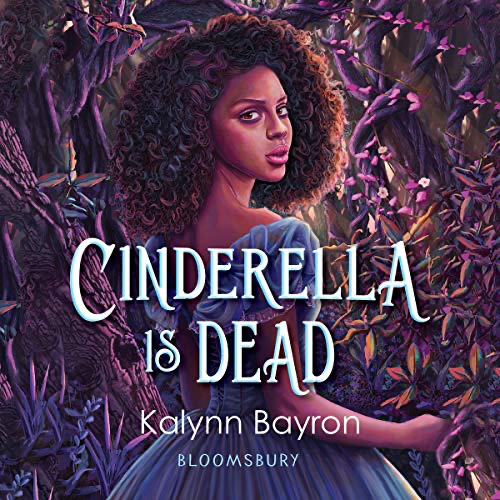 CINDERELLA
IS DEAD
Kalynn Bayron
BLOOMSBURY